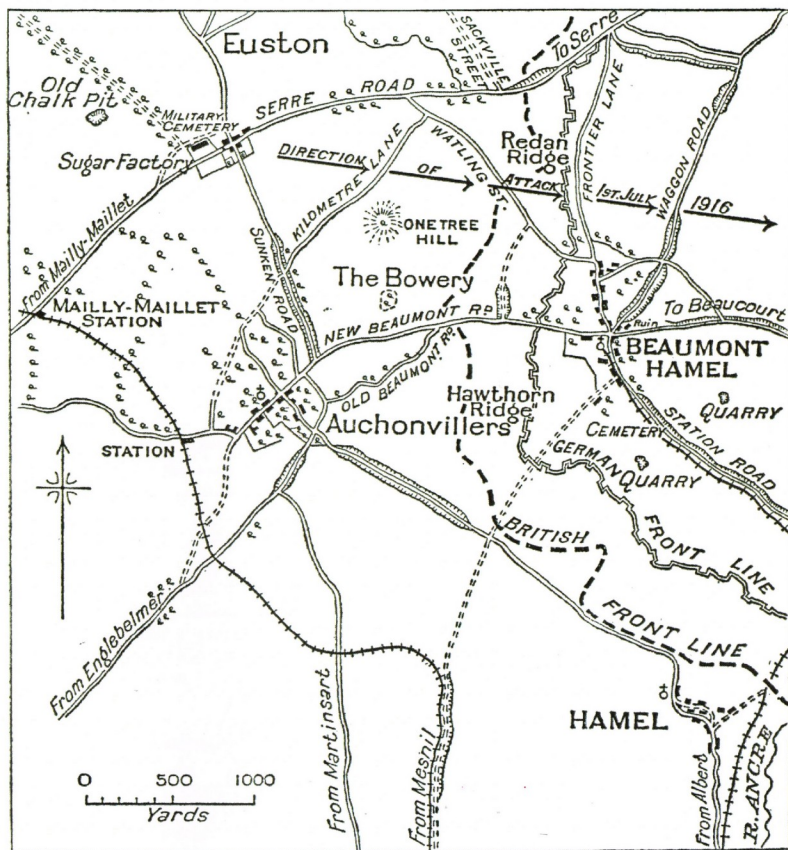 Euston
SACKVILLE
STREET
To Serre
Old
Chalk Pit
MILITARY
CEMETERY
SERRE ROAD
Sugar Factory
KILOMETRE LANE
WATLING ST.
Redan
Ridge
FRONTIER LANE
WAGGON ROAD
DIRECTION OF ATTACK 1ST. JULY 1916
From Mailly-Maillet
SUNKEN ROAD
ONE TREE
HILL
The Bowery
MAILLY-MAILLET
STATION
NEW BEAUMONT RD.
To Beaucourt
Ruin
BEAUMONT
HAMEL
OLD BEAUMONT RD.
Hawthorn
Ridge
Auchonvillers
STATION
CEMETERY
QUARRY
STATION ROAD
GERMAN
QUARRY
FRONT LINE
BRITISH
FRONT LINE
From Englebelmer
From Martinsart
From Mesnil
HAMEL
From Albert
R. ANCRE
0 500 1000
Yards